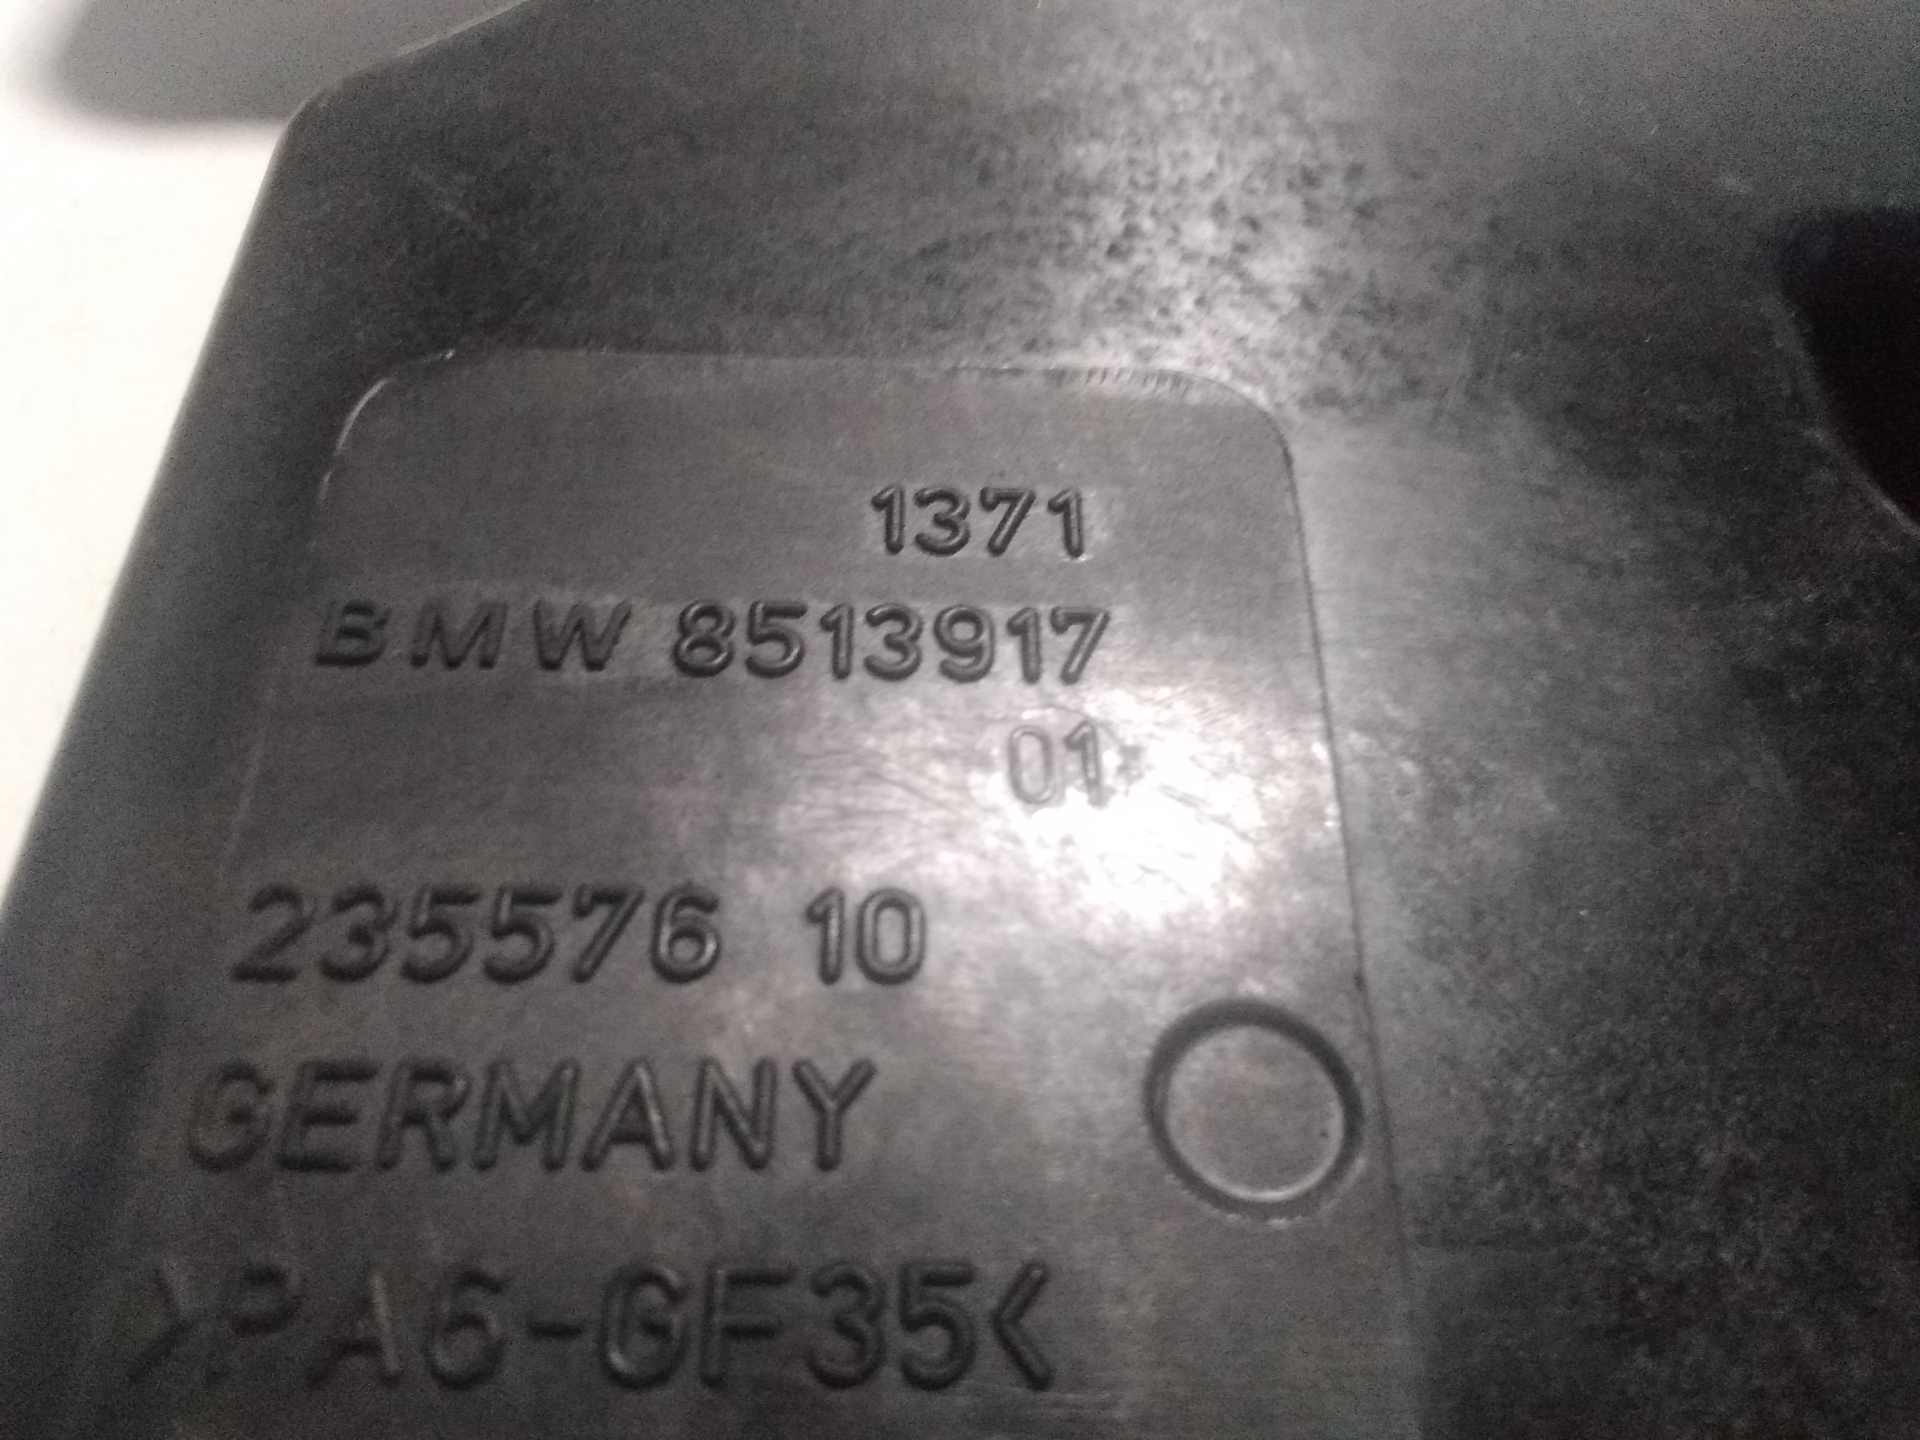 1371
BMW 8513917
01
235576 10
GERMANY
>PA6-GF35<